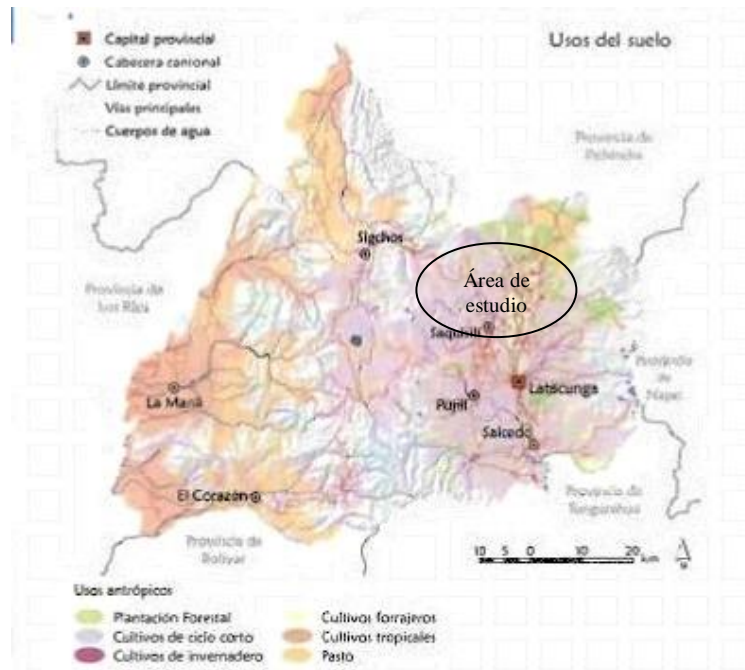 Usos del suelo
Capital provincial
Cabecera cantonal
Límite provincial
Vías principales
Cuerpos de agua
Provincia de
Pichincha
Sigchos
Área de
estudio
Provincia de
Los Ríos
Saquisilí
Provincia
de
Napo
La Maná
Pujilí
Latacunga
Salcedo
El Corazón
Provincia de
Tungurahua
Provincia de
Bolívar
10 5 0 10 20 km
Usos antrópicos
Plantación Forestal
Cultivos de ciclo corto
Cultivos de invernadero
Cultivos forrajeros
Cultivos tropicales
Pasto